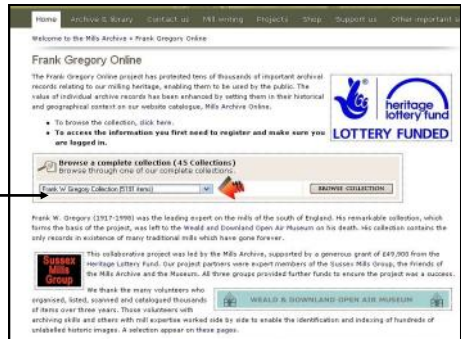 Home Archive & library Contact us Mill writing Projects Shop Support us Other important
Welcome to the Mills Archive » Frank Gregory Online
Frank Gregory Online
The Frank Gregory Online project has protected tens of thousands of important archival
records relating to our milling heritage, enabling them to be used by the public. The
value of individual archive records has been enhanced by setting them in their historical
and geographical context on our website catalogue, Mills Archive Online.
• To browse the collection, click here.
• To access the information you first need to register and make sure you
are logged in.
heritage
lottery fund
LOTTERY FUNDED
Browse a complete collection (45 Collections)
Browse through one of our complete collections.
Frank W. Gregory Collection (5191 items)
BROWSE COLLECTION
Frank W. Gregory (1917-1998) was the leading expert on the mills of the south of England. His remarkable collection, which
forms the basis of the project, was left to the Weald and Downland Open Air Museum on his death. His collection contains the
only records in existence of many traditional mills which have gone forever.
Sussex
Mills
Group
This collaborative project was led by the Mills Archive, supported by a generous grant of £49,900 from the
Heritage Lottery Fund. Our project partners were expert members of the Sussex Mills Group, the Friends of
the Mills Archive and the Museum. All three groups provided further funds to ensure the project was a success.
We thank the many volunteers who
organised, listed, scanned and catalogued thousands
of items over three years. Those volunteers with
WEALD & DOWNLAND OPEN AIR MUSEUM
archiving skills and others with mill expertise worked side by side to enable the identification and indexing of hundreds of
unlabelled historic images. A selection appear on these pages.